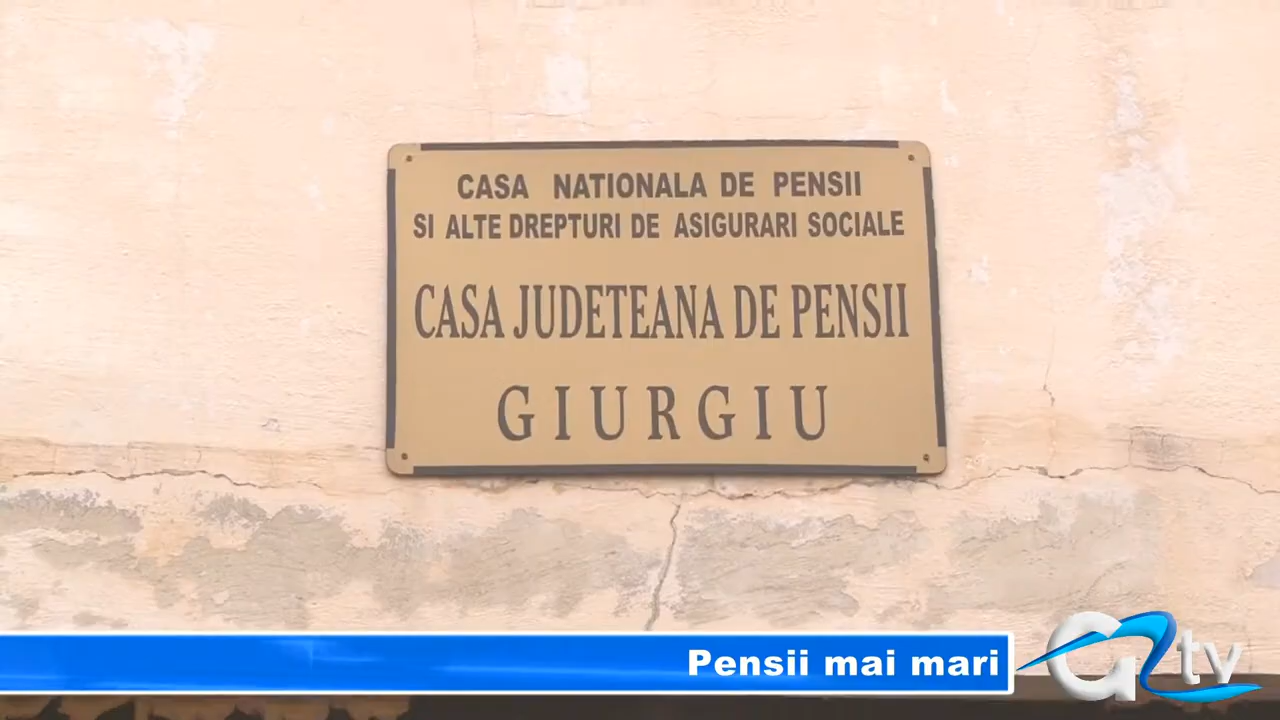 CASA NATIONALA DE PENSII
SI ALTE DREPTURI DE ASIGURARI SOCIALE
CASA JUDETEANA DE PENSII
GIURGIU
Pensii mai mari
G tv